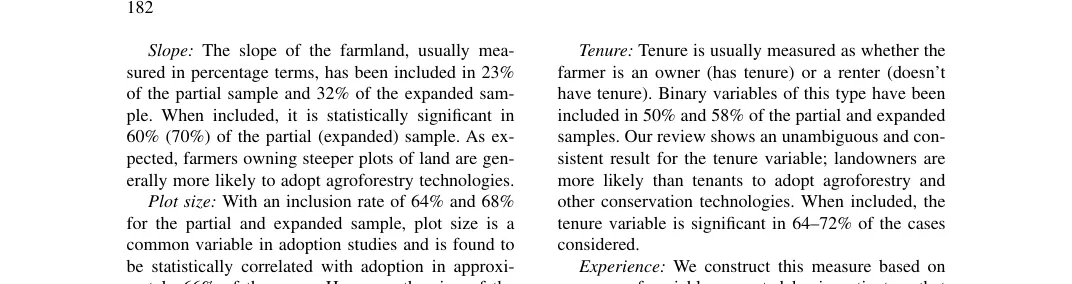 182
Slope: The slope of the farmland, usually mea-
sured in percentage terms, has been included in 23%
of the partial sample and 32% of the expanded sam-
ple. When included, it is statistically significant in
60% (70%) of the partial (expanded) sample. As ex-
pected, farmers owning steeper plots of land are gen-
erally more likely to adopt agroforestry technologies.
Plot size: With an inclusion rate of 64% and 68%
for the partial and expanded sample, plot size is a
common variable in adoption studies and is found to
be statistically correlated with adoption in approxi-
Tenure: Tenure is usually measured as whether the
farmer is an owner (has tenure) or a renter (doesn't
have tenure). Binary variables of this type have been
included in 50% and 58% of the partial and expanded
samples. Our review shows an unambiguous and con-
sistent result for the tenure variable; landowners are
more likely than tenants to adopt agroforestry and
other conservation technologies. When included, the
tenure variable is significant in 64–72% of the cases
considered.
Experience: We construct this measure based on